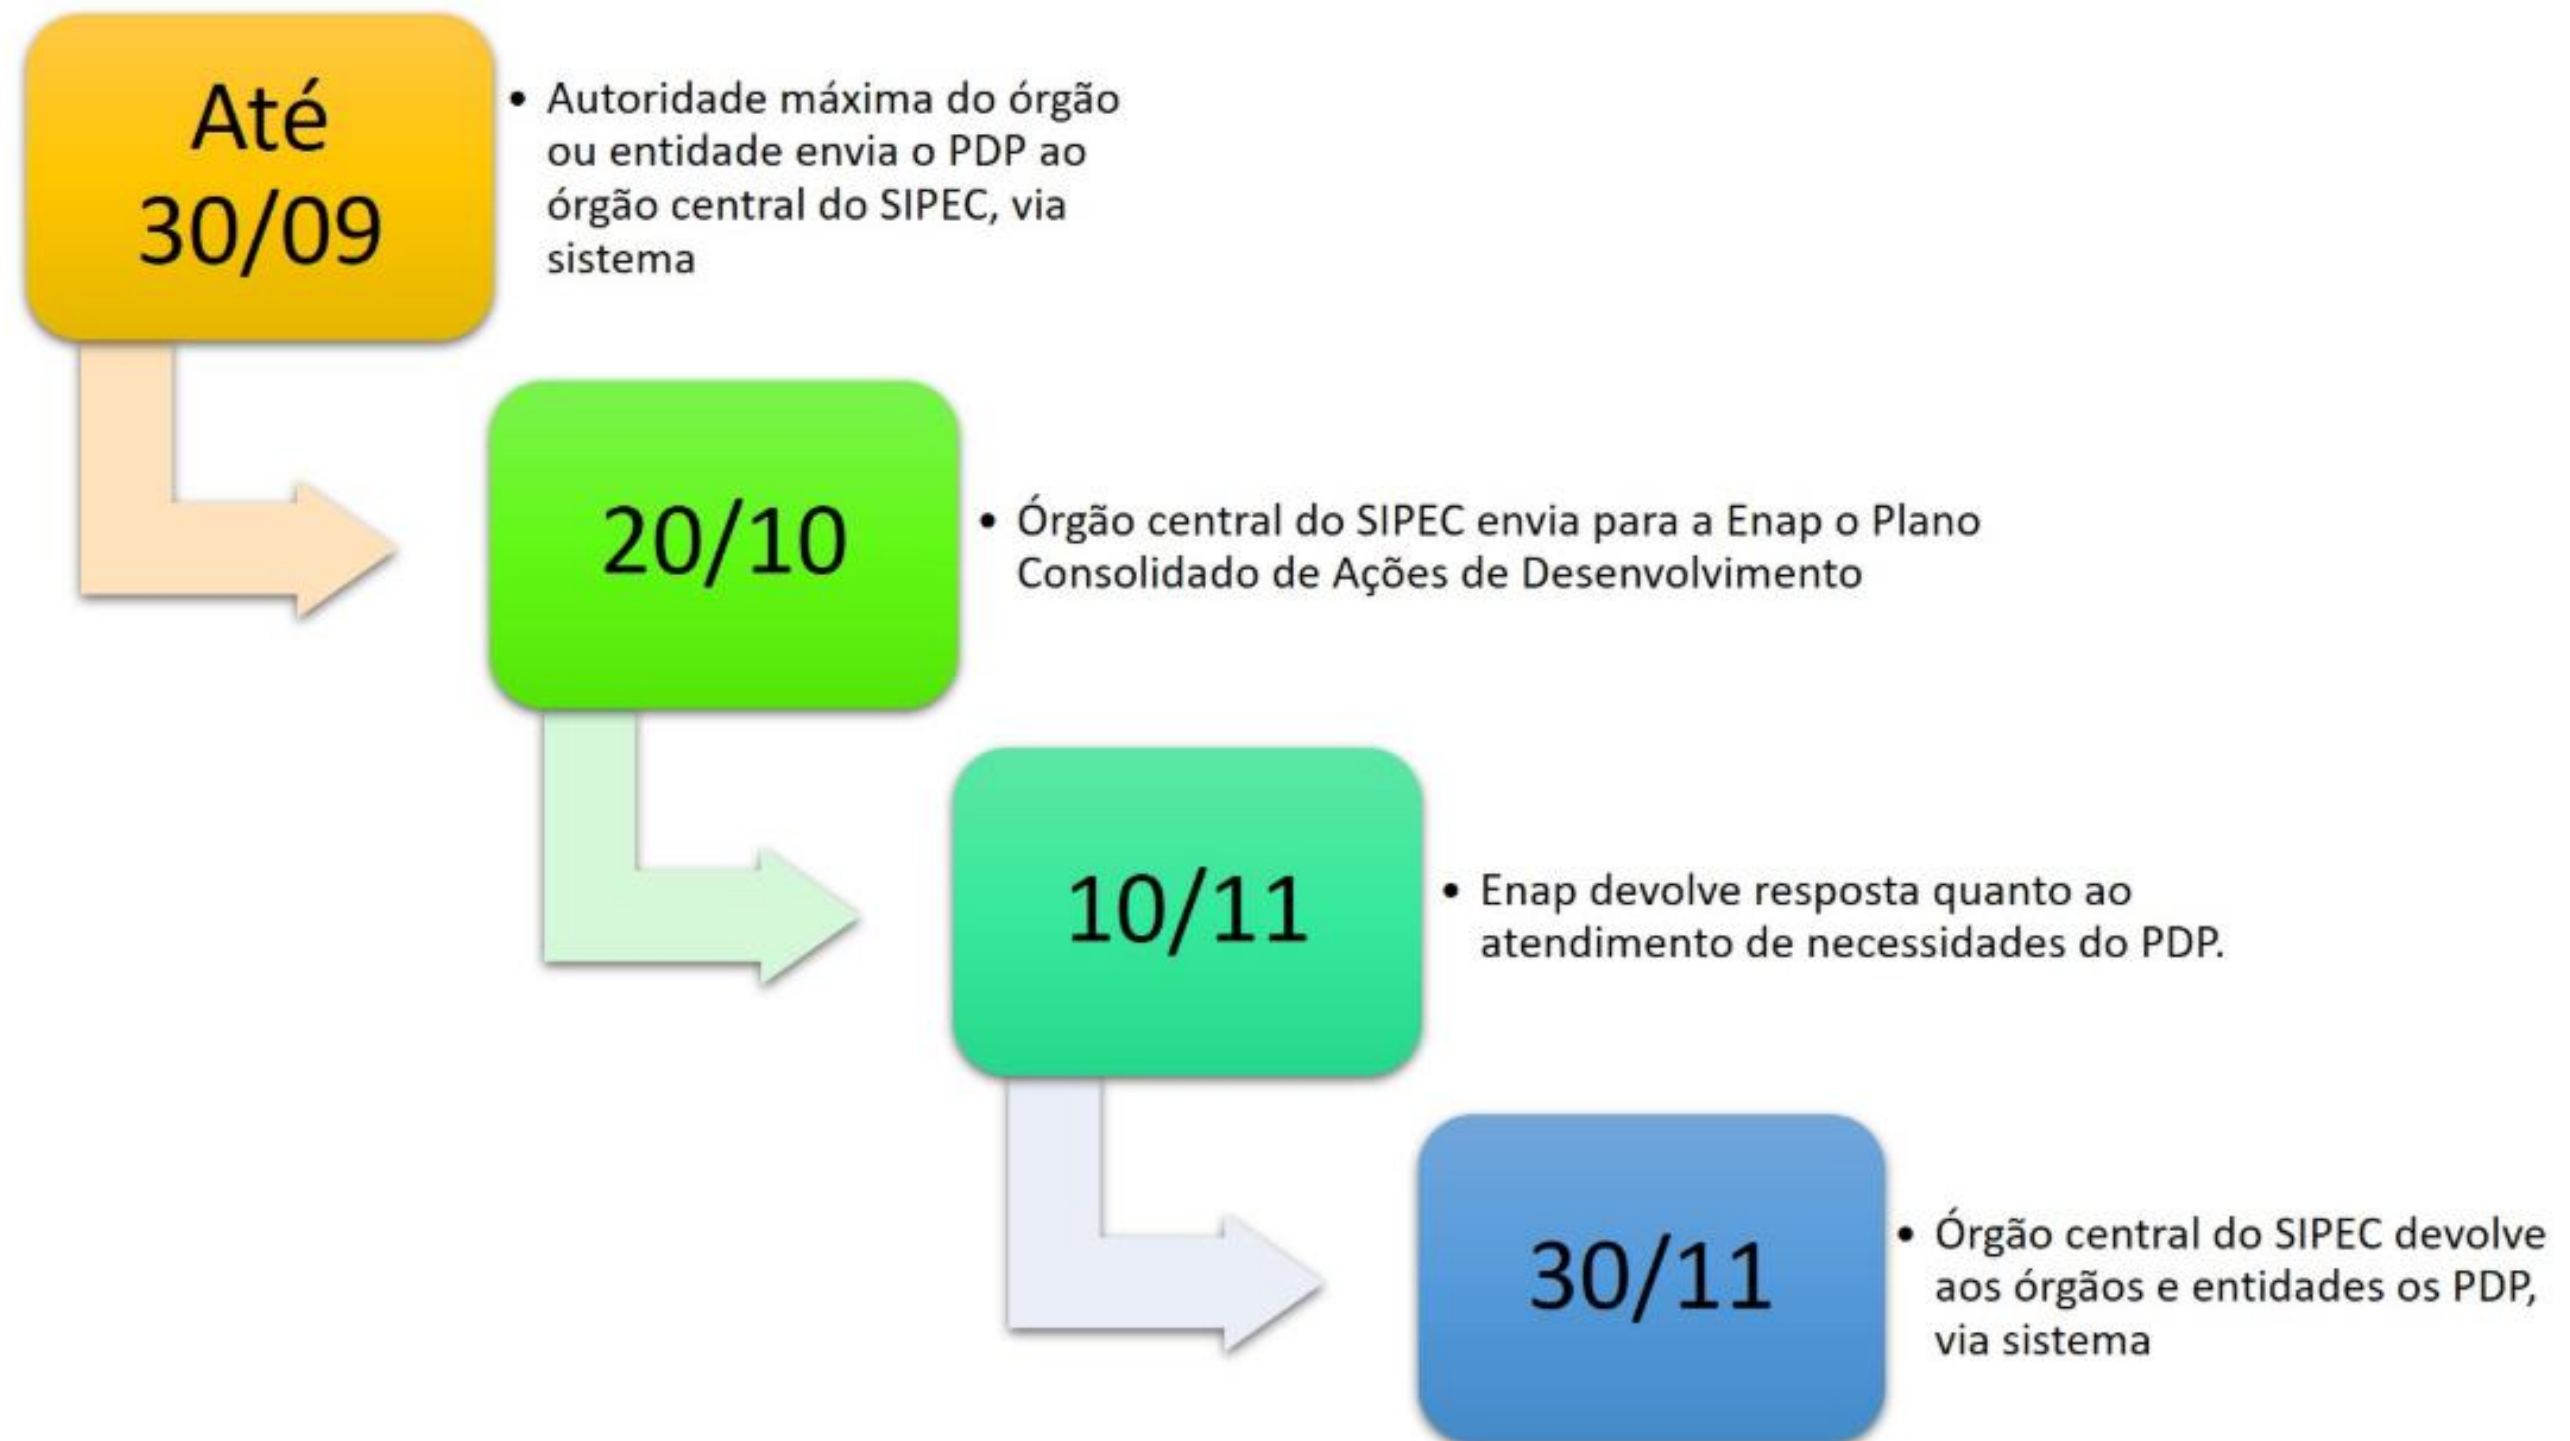 Até
30/09
• Autoridade máxima do órgão
ou entidade envia o PDP ao
órgão central do SIPEC, via
sistema
20/10
• Órgão central do SIPEC envia para a Enap o Plano
Consolidado de Ações de Desenvolvimento
10/11
• Enap devolve resposta quanto ao
atendimento de necessidades do PDP.
30/11
• Órgão central do SIPEC devolve
aos órgãos e entidades os PDP,
via sistema